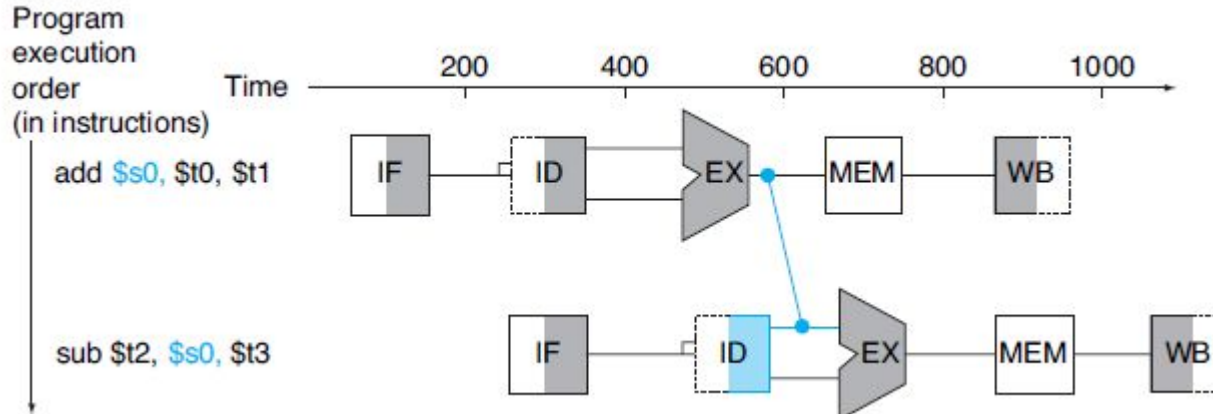 Program
execution
order
(in instructions)
Time
200 400 600 800 1000
add $s0, $t0, $t1
IF ID EX MEM WB
sub $t2, $s0, $t3
IF ID EX MEM WB